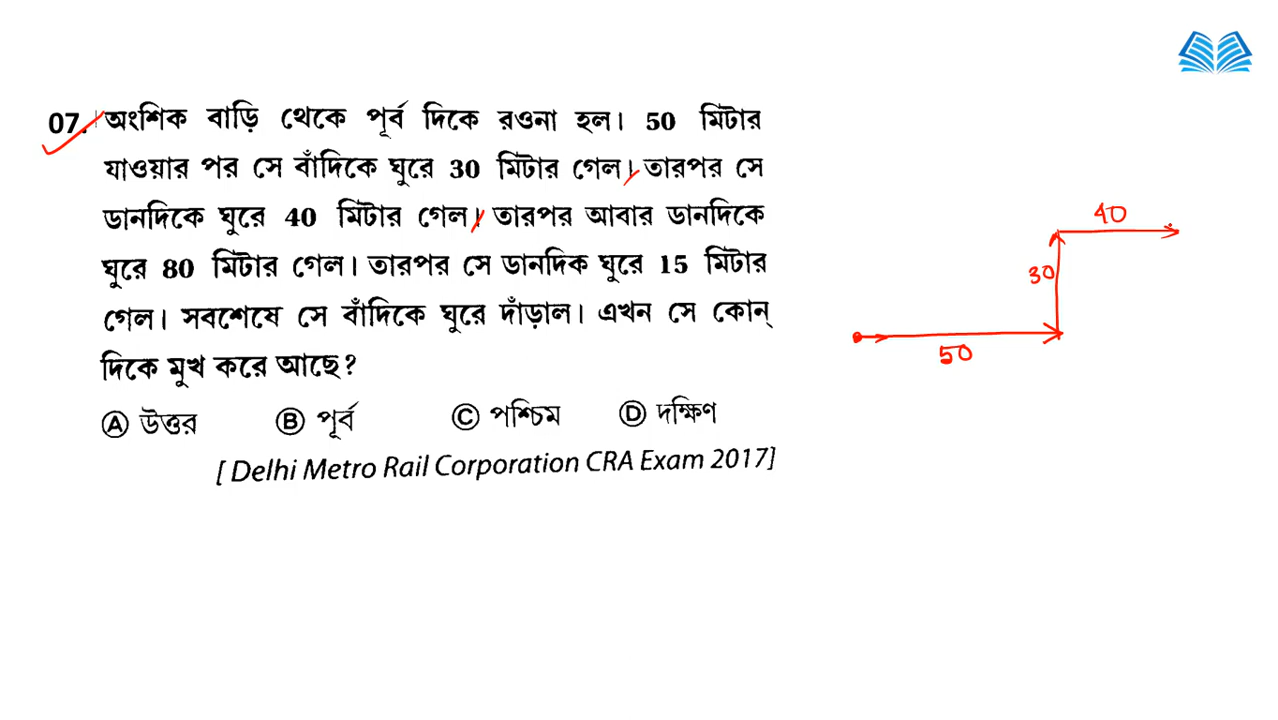 07. অংশিক বাড়ি থেকে পূর্ব দিকে রওনা হল। 50 মিটার
যাওয়ার পর সে বাঁদিকে ঘুরে 30 মিটার গেল। তারপর সে
ডানদিকে ঘুরে 40 মিটার গেল। তারপর আবার ডানদিকে
ঘুরে 80 মিটার গেল। তারপর সে ডানদিক ঘুরে 15 মিটার
গেল। সবশেষে সে বাঁদিকে ঘুরে দাঁড়াল। এখন সে কোন্
দিকে মুখ করে আছে?
Ⓐ উত্তর Ⓑ পূর্ব Ⓒ পশ্চিম Ⓓ দক্ষিণ
[ Delhi Metro Rail Corporation CRA Exam 2017]
40
30
50